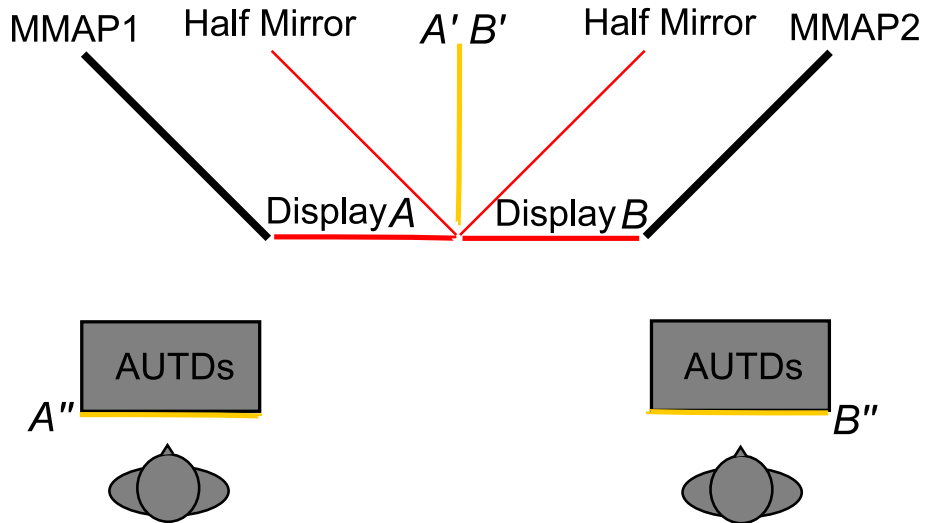 MMAP1
Half Mirror
A′ B′
Half Mirror
MMAP2
Display A
Display B
AUTDs
AUTDs
A″
B″